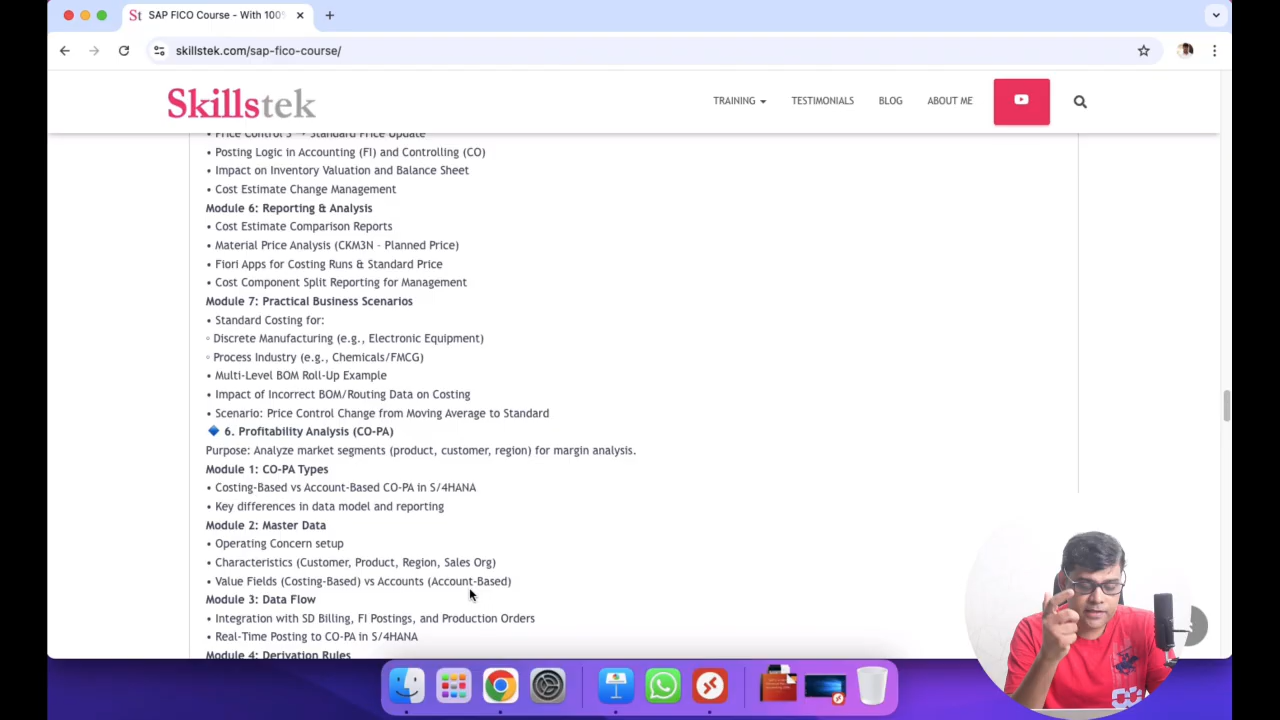 SAP FICO Course - With 100%
skillstek.com/sap-fico-course/
Skillstek
TRAINING
TESTIMONIALS
BLOG
ABOUT ME
• Price Control S → Standard Price Update
• Posting Logic in Accounting (FI) and Controlling (CO)
• Impact on Inventory Valuation and Balance Sheet
• Cost Estimate Change Management
Module 6: Reporting & Analysis
• Cost Estimate Comparison Reports
• Material Price Analysis (CKM3N – Planned Price)
• Fiori Apps for Costing Runs & Standard Price
• Cost Component Split Reporting for Management
Module 7: Practical Business Scenarios
• Standard Costing for:
◦ Discrete Manufacturing (e.g., Electronic Equipment)
◦ Process Industry (e.g., Chemicals/FMCG)
• Multi-Level BOM Roll-Up Example
• Impact of Incorrect BOM/Routing Data on Costing
• Scenario: Price Control Change from Moving Average to Standard
6. Profitability Analysis (CO-PA)
Purpose: Analyze market segments (product, customer, region) for margin analysis.
Module 1: CO-PA Types
• Costing-Based vs Account-Based CO-PA in S/4HANA
• Key differences in data model and reporting
Module 2: Master Data
• Operating Concern setup
• Characteristics (Customer, Product, Region, Sales Org)
• Value Fields (Costing-Based) vs Accounts (Account-Based)
Module 3: Data Flow
• Integration with SD Billing, FI Postings, and Production Orders
• Real-Time Posting to CO-PA in S/4HANA
Module 4: Derivation Rules